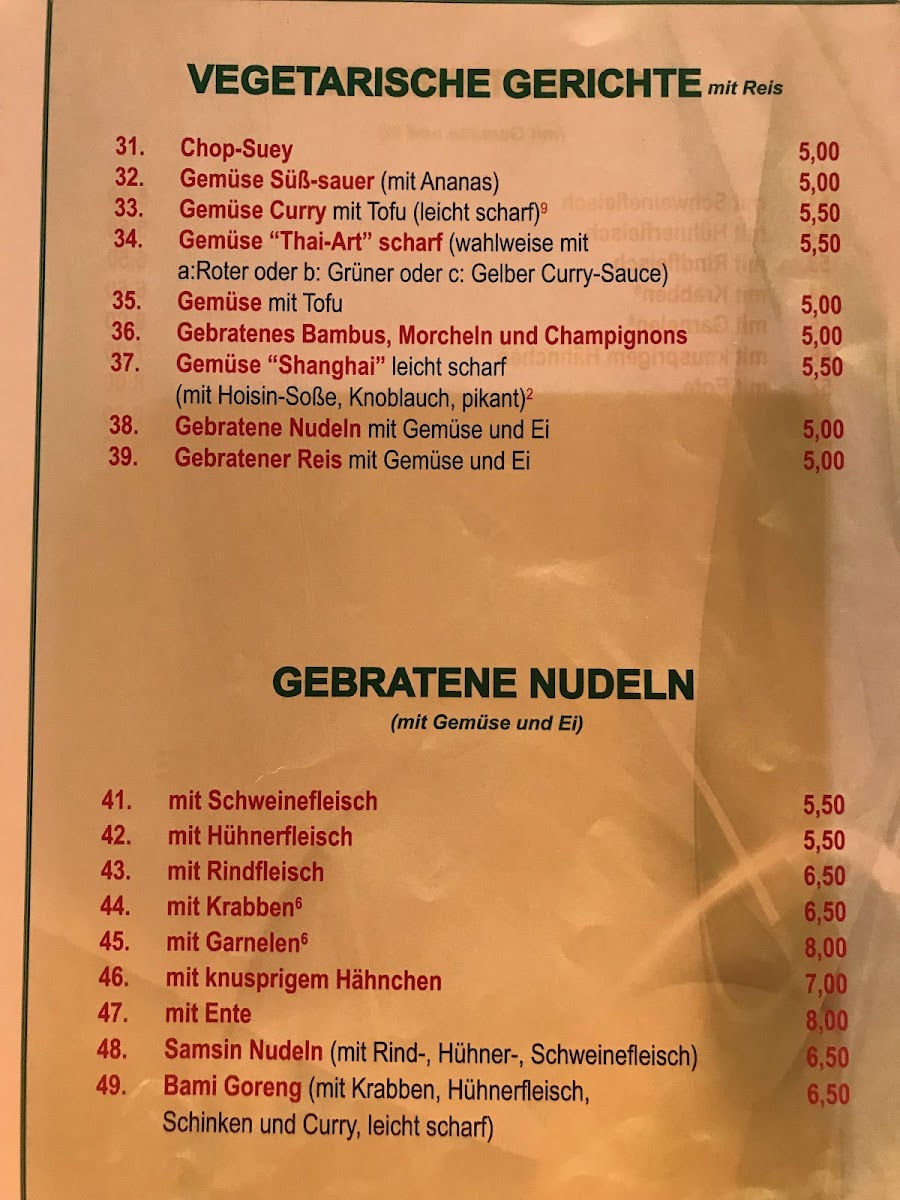 VEGETARISCHE GERICHTE mit Reis
31. Chop-Suey 5,00
32. Gemüse Süß-sauer (mit Ananas) 5,00
33. Gemüse Curry mit Tofu (leicht scharf)⁹ 5,50
34. Gemüse “Thai-Art” scharf (wahlweise mit 5,50
a:Roter oder b: Grüner oder c: Gelber Curry-Sauce)
35. Gemüse mit Tofu 5,00
36. Gebratenes Bambus, Morcheln und Champignons 5,00
37. Gemüse “Shanghai” leicht scharf 5,50
(mit Hoisin-Soße, Knoblauch, pikant)²
38. Gebratene Nudeln mit Gemüse und Ei 5,00
39. Gebratener Reis mit Gemüse und Ei 5,00
GEBRATENE NUDELN
(mit Gemüse und Ei)
41. mit Schweinefleisch 5,50
42. mit Hühnerfleisch 5,50
43. mit Rindfleisch 6,50
44. mit Krabben⁶ 6,50
45. mit Garnelen⁶ 8,00
46. mit knusprigem Hähnchen 7,00
47. mit Ente 8,00
48. Samsin Nudeln (mit Rind-, Hühner-, Schweinefleisch) 6,50
49. Bami Goreng (mit Krabben, Hühnerfleisch, 6,50
Schinken und Curry, leicht scharf)